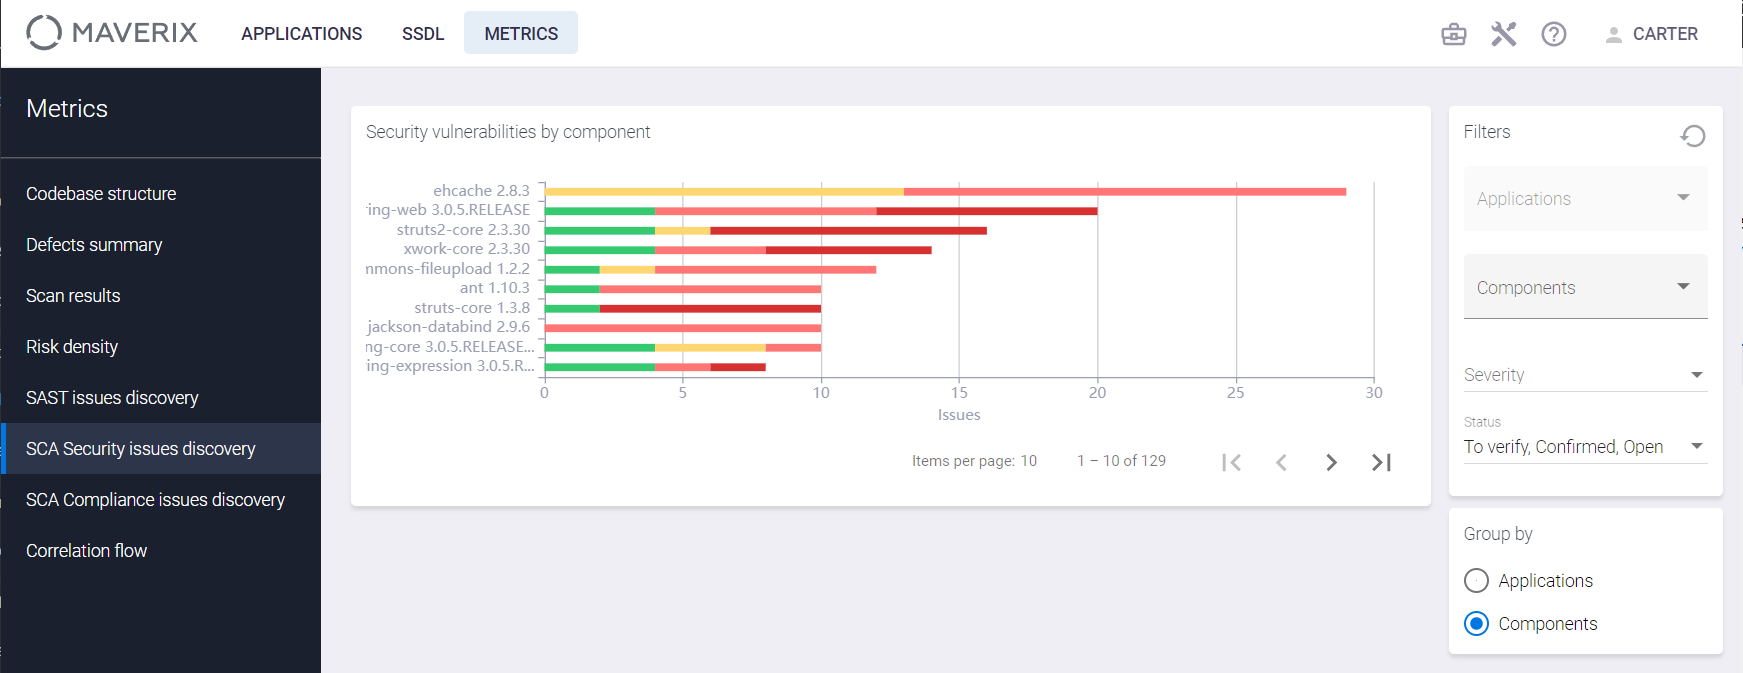 MAVERIX APPLICATIONS SSDL METRICS CARTER
Metrics
Codebase structure
Defects summary
Scan results
Risk density
SAST issues discovery
SCA Security issues discovery
SCA Compliance issues discovery
Correlation flow
Security vulnerabilities by component
ehcache 2.8.3
ring-web 3.0.5.RELEASE
struts2-core 2.3.30
xwork-core 2.3.30
mmons-fileupload 1.2.2
ant 1.10.3
struts-core 1.3.8
jackson-databind 2.9.6
ng-core 3.0.5.RELEASE...
ing-expression 3.0.5.R...
0 5 10 15 20 25 30
Issues
Items per page: 10 1 – 10 of 129
Filters
Applications
Components
Severity
Status
To verify, Confirmed, Open
Group by
Applications
Components